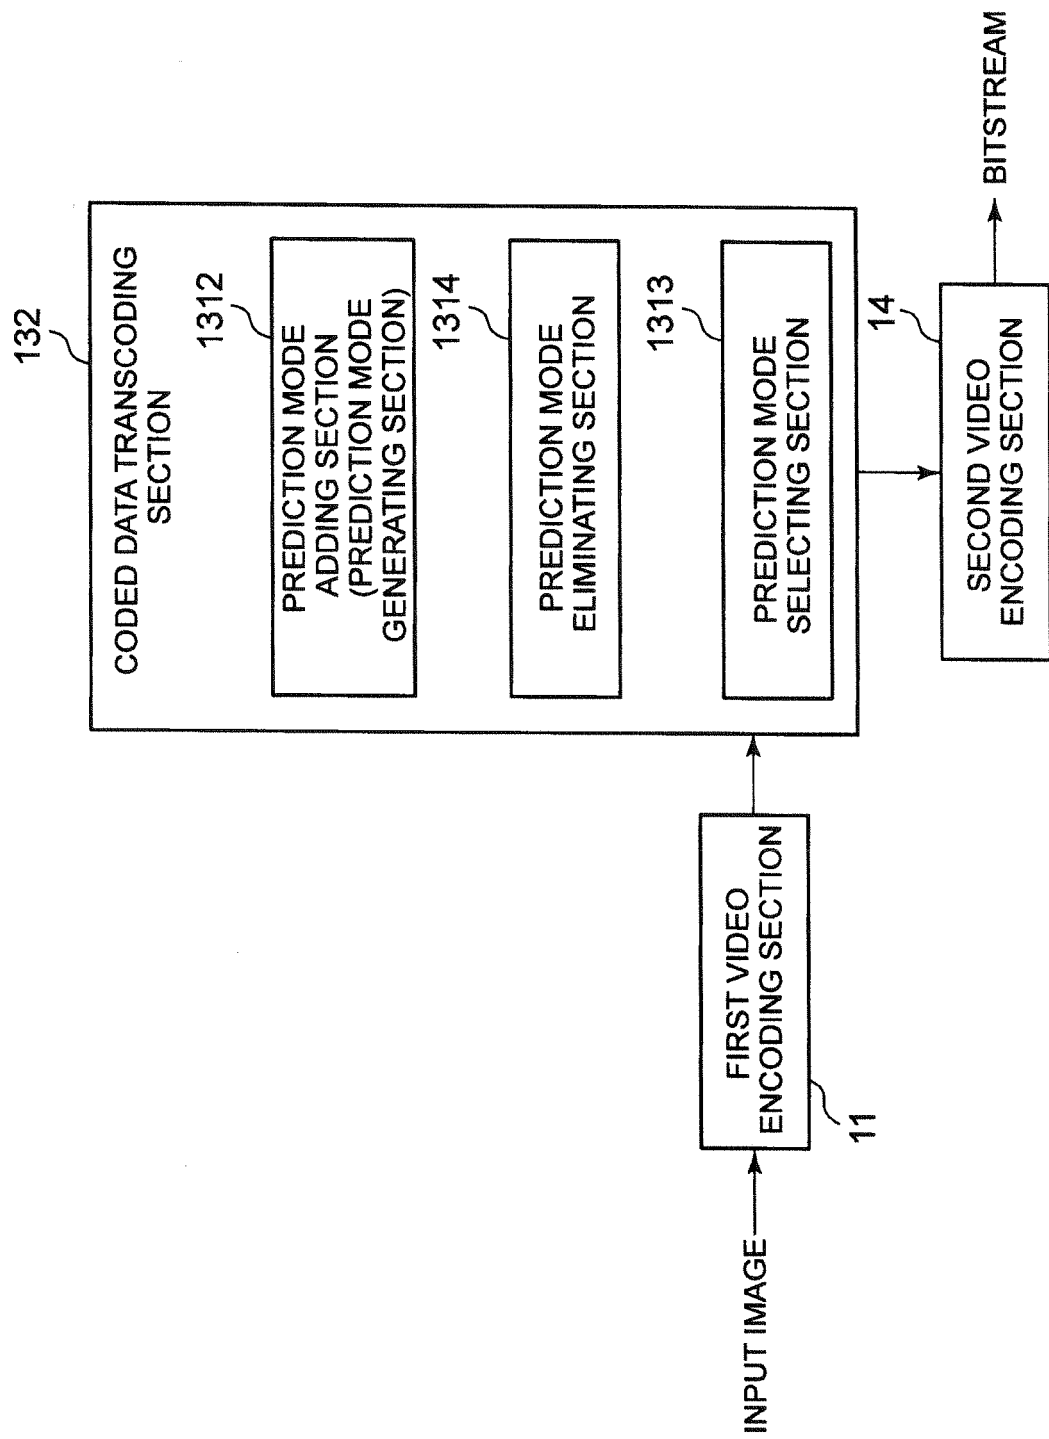 132
CODED DATA TRANSCODING
SECTION
1312
PREDICTION MODE
ADDING SECTION
(PREDICTION MODE
GENERATING SECTION)
1314
PREDICTION MODE
ELIMINATING SECTION
1313
PREDICTION MODE
SELECTING SECTION
INPUT IMAGE
FIRST VIDEO
ENCODING SECTION
11
14
SECOND VIDEO
ENCODING SECTION
BITSTREAM